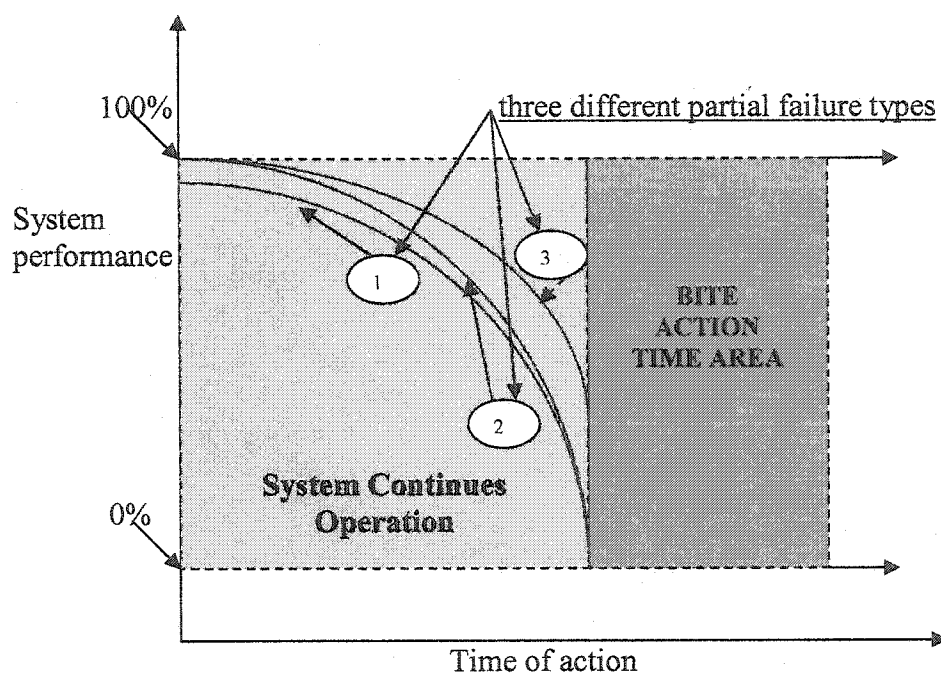 100%
three different partial failure types
System
performance
3
1
BITE
ACTION
TIME AREA
2
System Continues
Operation
0%
Time of action